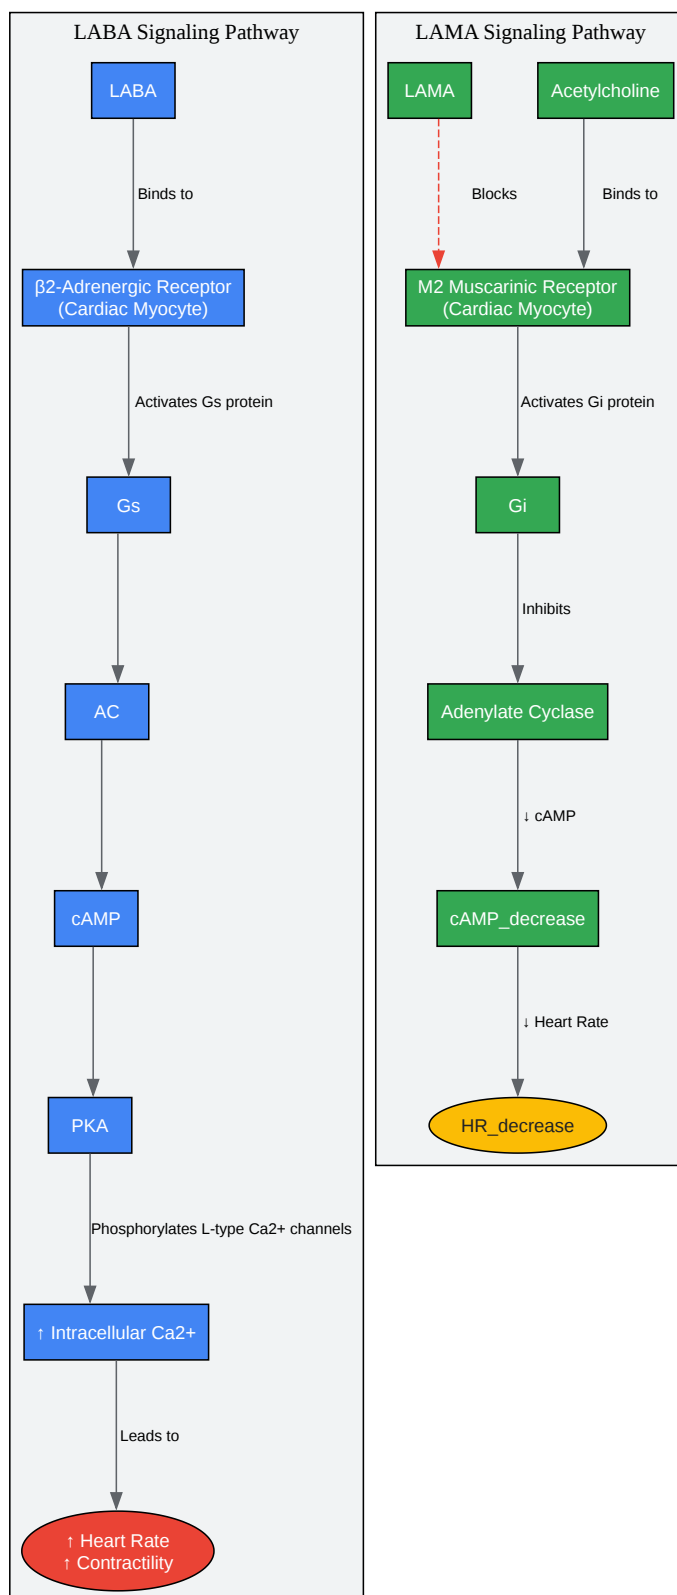 LABA Signaling Pathway
LABA
Binds to
β2-Adrenergic Receptor
(Cardiac Myocyte)
Activates Gs protein
Gs
AC
cAMP
PKA
Phosphorylates L-type Ca2+ channels
↑ Intracellular Ca2+
Leads to
↑ Heart Rate
↑ Contractility
LAMA Signaling Pathway
LAMA
Acetylcholine
Blocks
Binds to
M2 Muscarinic Receptor
(Cardiac Myocyte)
Activates Gi protein
Gi
Inhibits
Adenylate Cyclase
↓ cAMP
cAMP_decrease
↓ Heart Rate
HR_decrease